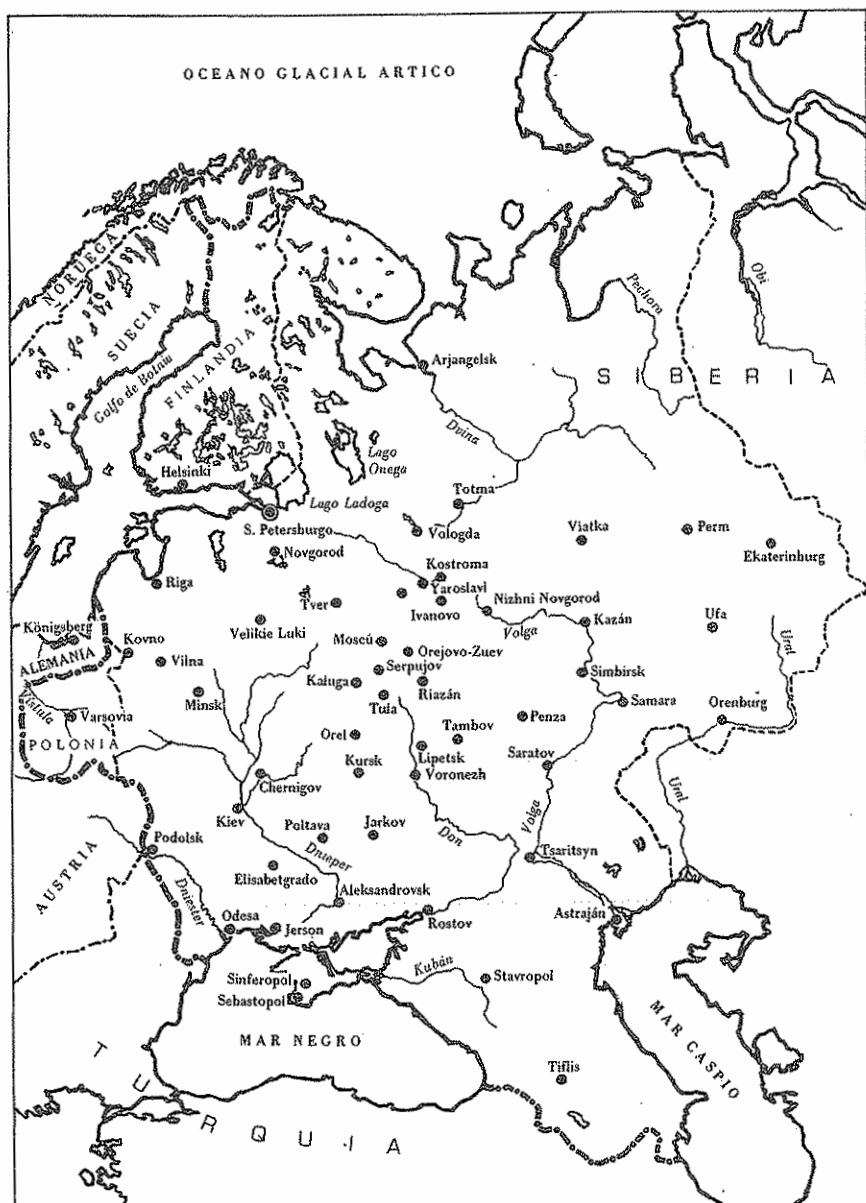 OCEANO GLACIAL ARTICO
NORUEGA
SUECIA
Golfo de Botnia
FINLANDIA
Pechora
Obi
SIBERIA
Arjangelsk
Dvina
Lago
Onega
Helsinki
Lago Ladoga
Totma
S. Petersburgo
Vologda
Viatka
Perm
Ekaterinburg
Novgorod
Riga
Kostroma
Yaroslavl
Tver
Ivanovo
Nizhni Novgorod
Volga
Kazán
Ufa
Ural
Königsberg
Velikie Luki
Moscú
ALEMANIA
Kovno
Vilna
Orejovo-Zuev
Serpujov
Simbirsk
Kaluga
Riazán
Vístula
Minsk
Tula
Samara
Orenburg
Varsovia
Penza
POLONIA
Orel
Tambov
Lipetsk
Saratov
Kursk
Voronezh
Chernigov
Ural
Kiev
Poltava
Jarkov
Don
Volga
Podolsk
Dnieper
Tsaritsyn
AUSTRIA
Elisabetgrado
Dniester
Aleksandrovsk
Odesa
Jerson
Rostov
Astraján
Kubán
Sinferopol
Stavropol
Sebastopol
MAR NEGRO
MAR CASPIO
Tiflis
TURQUIA